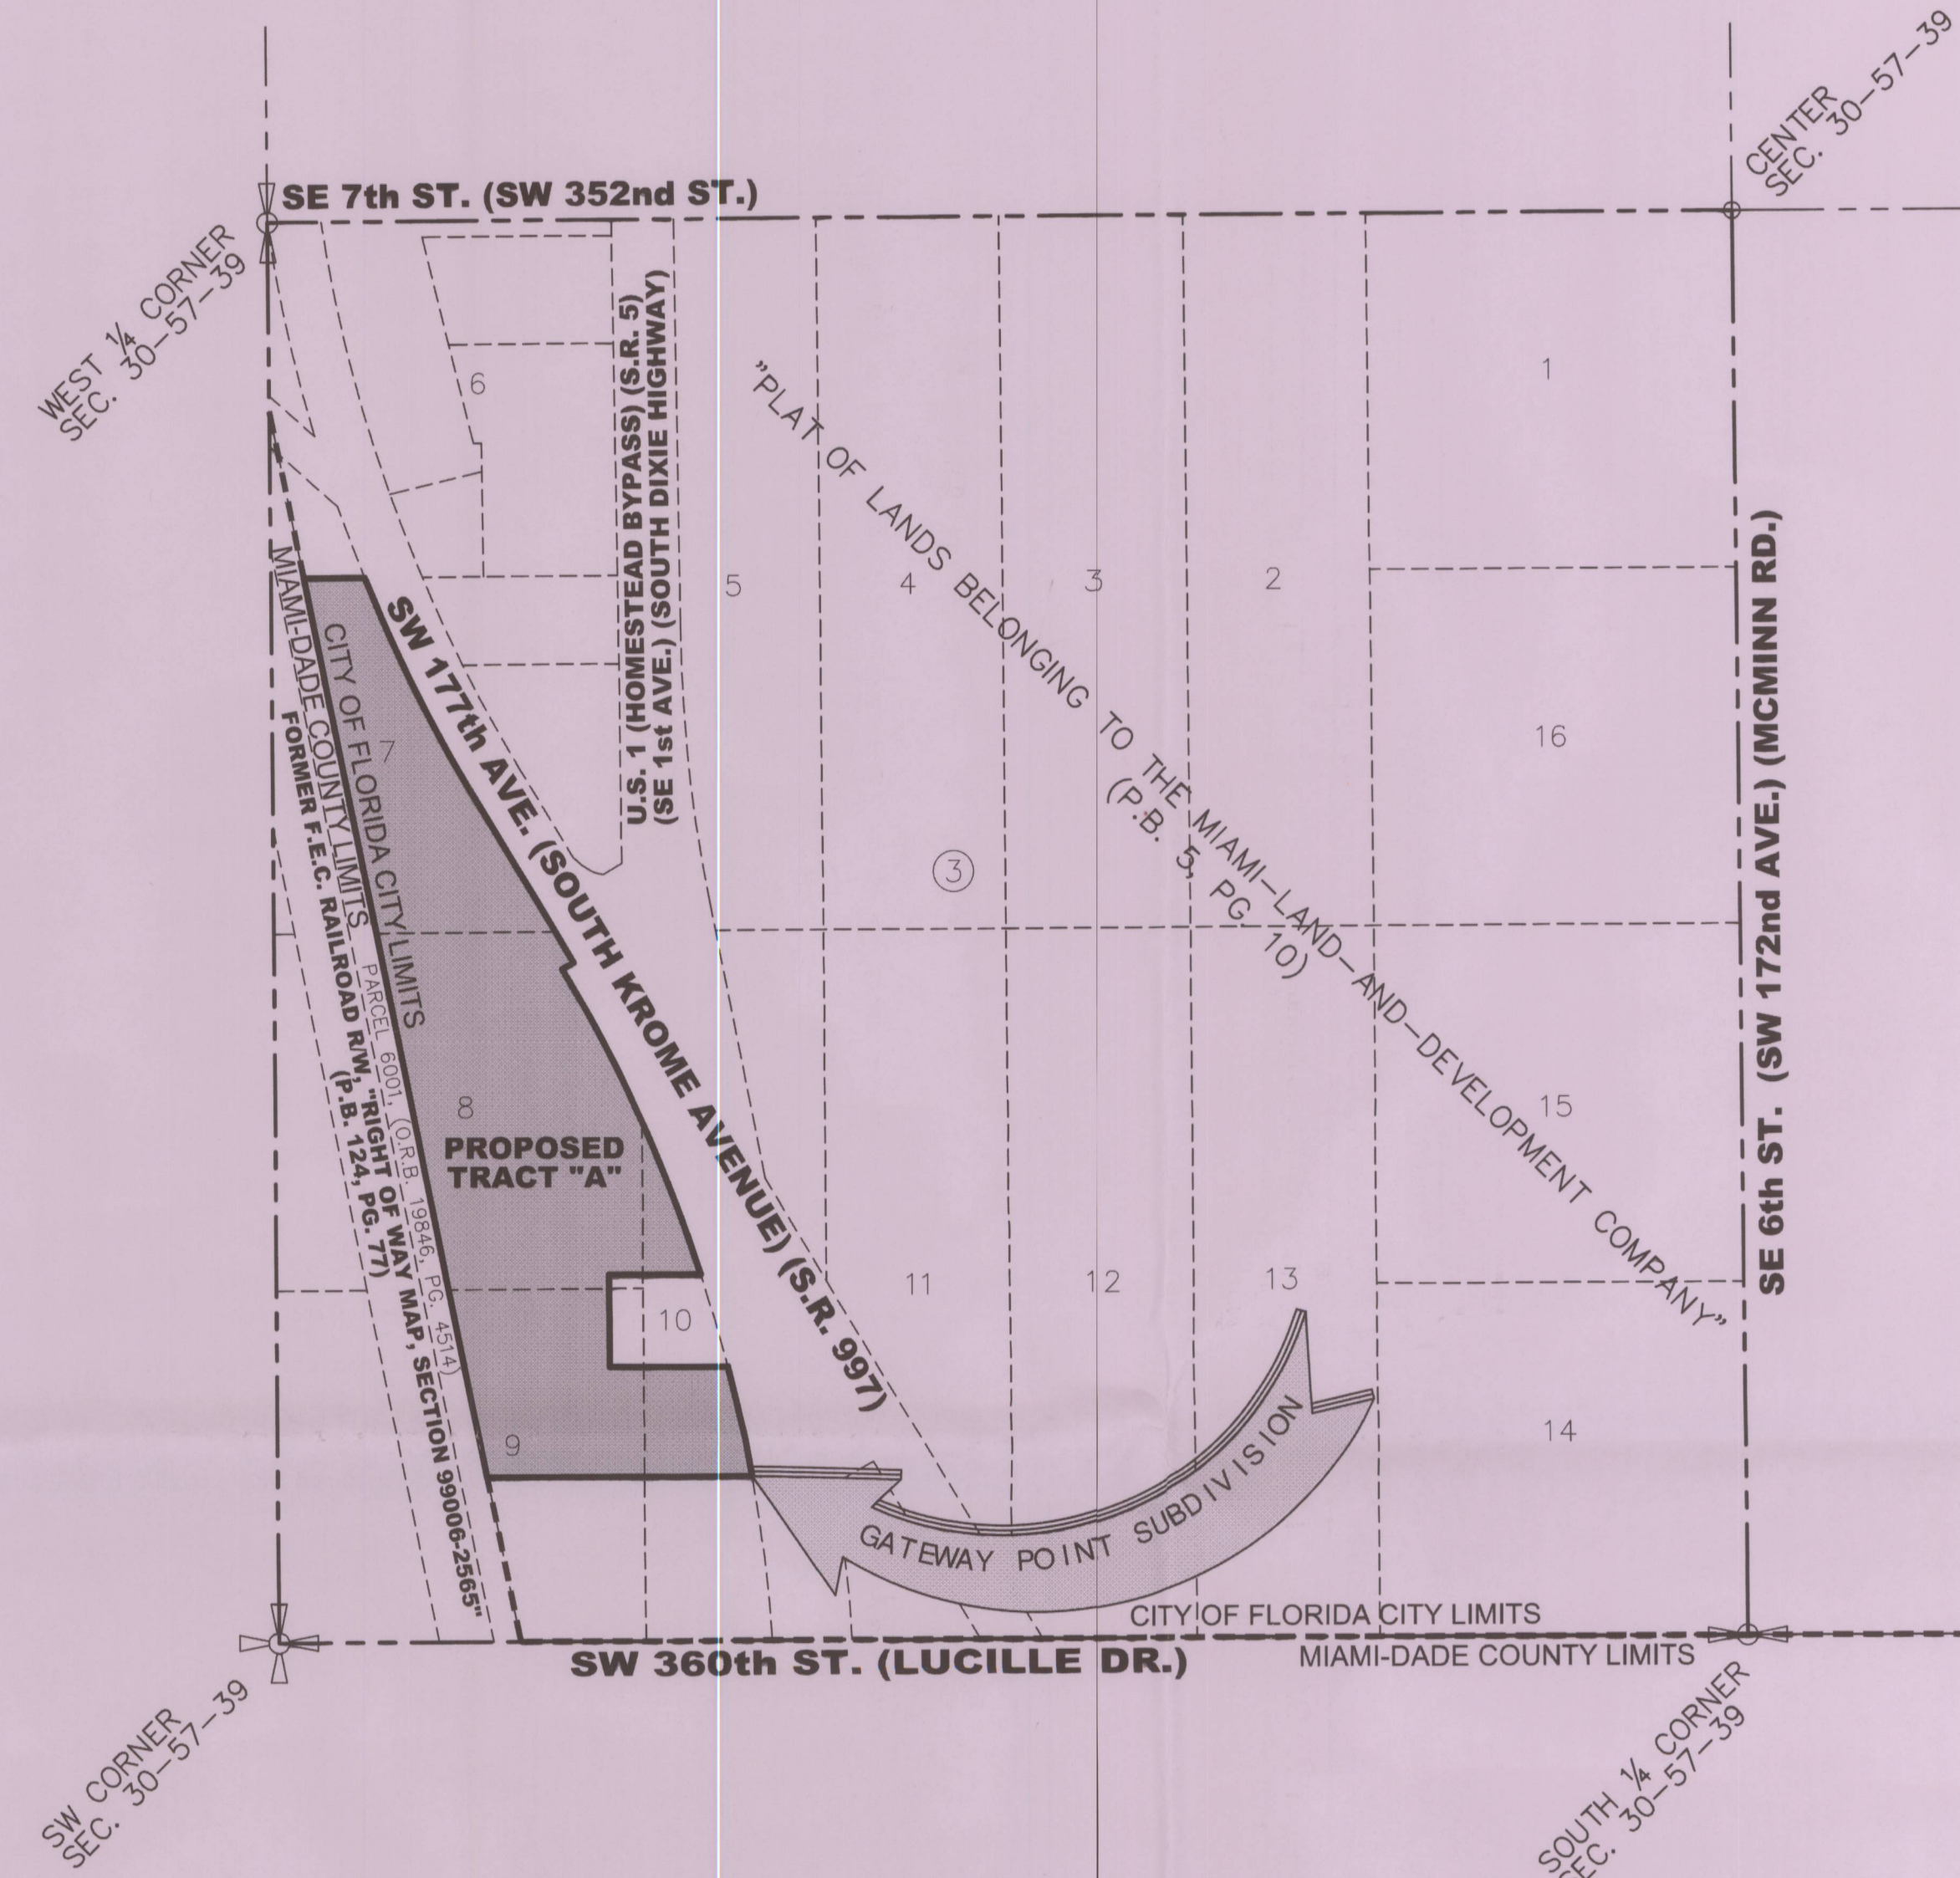 CENTER
SEC. 30–57–39
SE 7th ST. (SW 352nd ST.)
WEST ¼ CORNER
SEC. 30–57–39
6
1
U.S. 1 (HOMESTEAD BYPASS) (S.R. 5)
(SE 1st AVE.) (SOUTH DIXIE HIGHWAY)
"PLAT OF LANDS BELONGING TO THE MIAMI–LAND–AND–DEVELOPMENT COMPANY"
(P.B. 5, PG. 10)
5
4
3
2
16
SE 6th ST. (SW 172nd AVE.) (MCMINN RD.)
MIAMI-DADE COUNTY LIMITS
CITY OF FLORIDA CITY LIMITS
7
SW 177th AVE. (SOUTH KROME AVENUE) (S.R. 997)
3
FORMER F.E.C. RAILROAD R/W, "RIGHT OF WAY MAP, SECTION 99006-2565"
(P.B. 124, PG. 77)
PARCEL 6001, (O.R.B. 19846, PG. 4514)
8
PROPOSED
TRACT "A"
15
10
11
12
13
9
14
GATEWAY POINT SUBDIVISION
CITY OF FLORIDA CITY LIMITS
SW 360th ST. (LUCILLE DR.)
MIAMI-DADE COUNTY LIMITS
SW CORNER
SEC. 30–57–39
SOUTH ¼ CORNER
SEC. 30–57–39